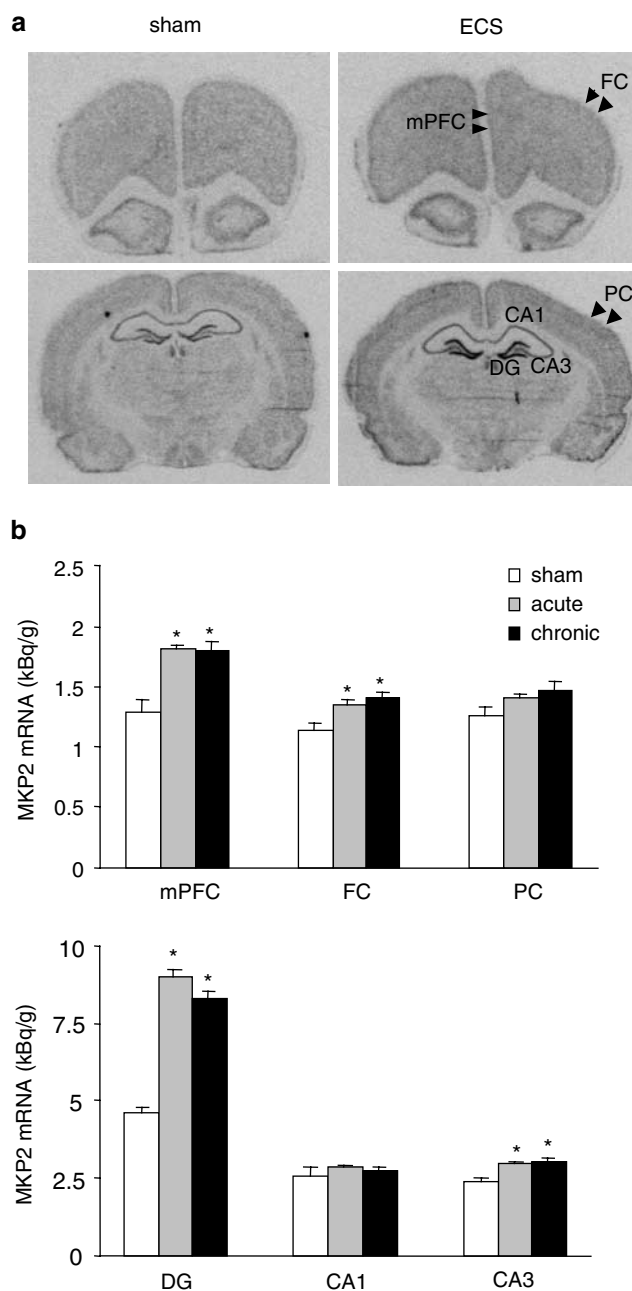 a
sham ECS
FC
mPFC
PC
CA1
DG CA3
b
2.5
sham
2
* *
acute
chronic
1.5
* *
1
0.5
0
MKP2 mRNA (kBq/g)
mPFC FC PC
10
* *
7.5
5
* *
2.5
0
MKP2 mRNA (kBq/g)
DG CA1 CA3